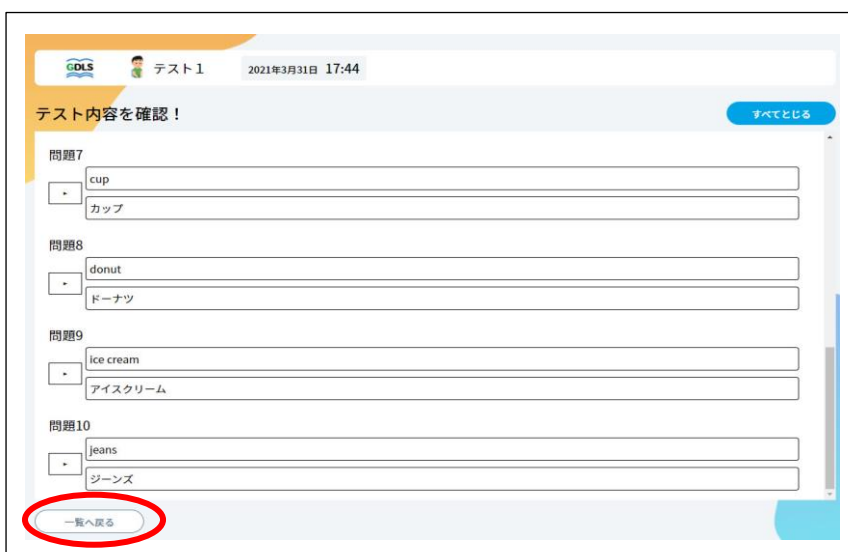 GDLS テスト1 2021年3月31日 17:44
テスト内容を確認！ すべてとじる
問題7
cup
カップ
問題8
donut
ドーナツ
問題9
ice cream
アイスクリーム
問題10
jeans
ジーンズ
一覧へ戻る